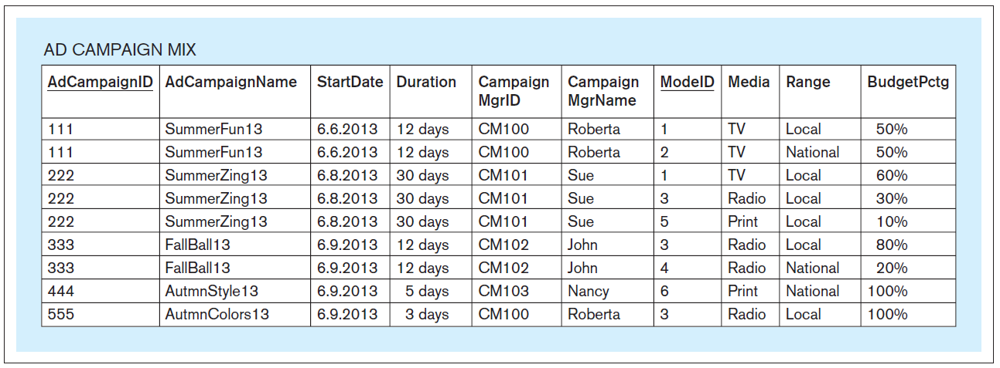 AD CAMPAIGN MIX
AdCampaignID AdCampaignName StartDate Duration Campaign MgrID Campaign MgrName ModeID Media Range BudgetPctg
111 SummerFun13 6.6.2013 12 days CM100 Roberta 1 TV Local 50%
111 SummerFun13 6.6.2013 12 days CM100 Roberta 2 TV National 50%
222 SummerZing13 6.8.2013 30 days CM101 Sue 1 TV Local 60%
222 SummerZing13 6.8.2013 30 days CM101 Sue 3 Radio Local 30%
222 SummerZing13 6.8.2013 30 days CM101 Sue 5 Print Local 10%
333 FallBall13 6.9.2013 12 days CM102 John 3 Radio Local 80%
333 FallBall13 6.9.2013 12 days CM102 John 4 Radio National 20%
444 AutmnStyle13 6.9.2013 5 days CM103 Nancy 6 Print National 100%
555 AutmnColors13 6.9.2013 3 days CM100 Roberta 3 Radio Local 100%